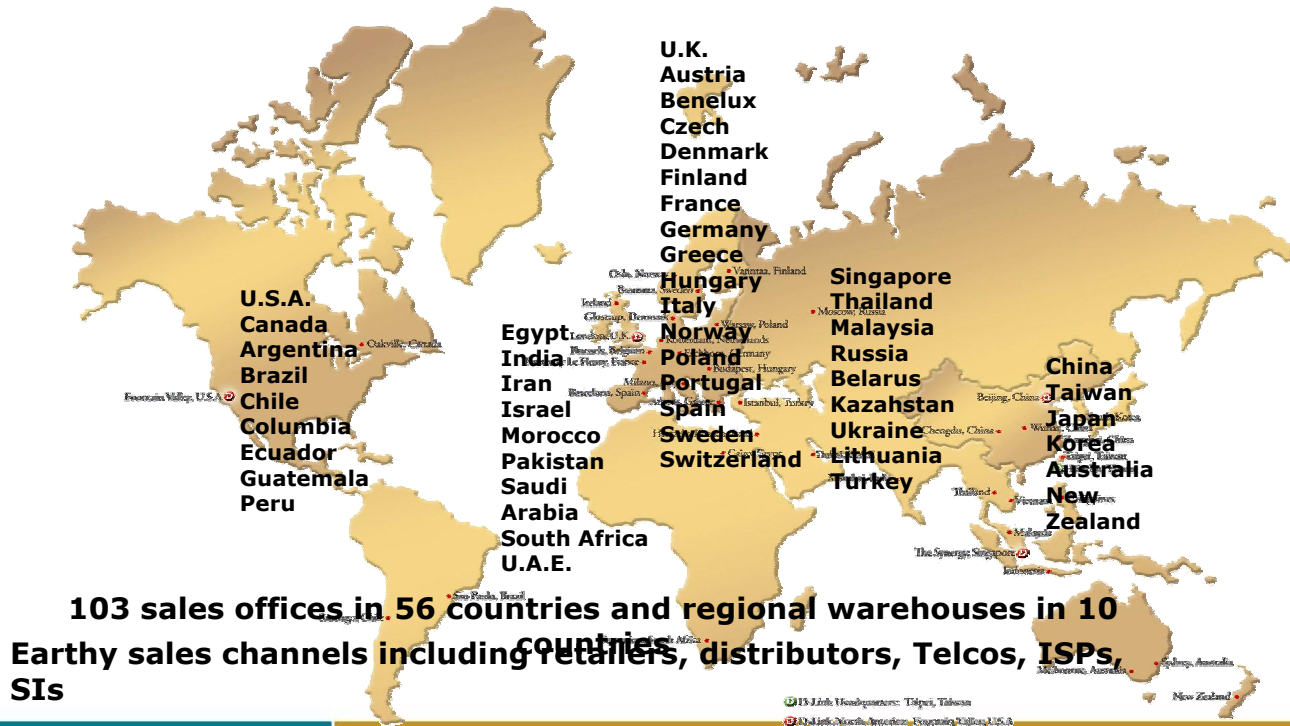 U.K.
Austria
Benelux
Czech
Denmark
Finland
France
Germany
Greece
Hungary
Italy
Norway
Poland
Portugal
Spain
Sweden
Switzerland
U.S.A.
Canada
Argentina
Brazil
Chile
Columbia
Ecuador
Guatemala
Peru
Egypt
India
Iran
Israel
Morocco
Pakistan
Saudi
Arabia
South Africa
U.A.E.
Singapore
Thailand
Malaysia
Russia
Belarus
Kazahstan
Ukraine
Lithuania
Turkey
China
Taiwan
Japan
Korea
Australia
New
Zealand
Oslo, Norway
Vanntaa, Finland
Ireland
Glostrup, Denmark
Moscow, Russia
Warsaw, Poland
London, U.K.
Oakville, Canada
Budapest, Hungary
Fountain Valley, U.S.A
Barcelona, Spain
Istanbul, Turkey
Beijing, China
Chengdu, China
Thailand
Malaysia
The Synergy, Singapore
Indonesia
Sao Paulo, Brazil
Sydney, Australia
Melbourne, Australia
New Zealand
103 sales offices in 56 countries and regional warehouses in 10
countries
Earthy sales channels including retailers, distributors, Telcos, ISPs,
SIs
D-Link Headquarters: Taipei, Taiwan
D-Link North America: Fountain Valley, U.S.A